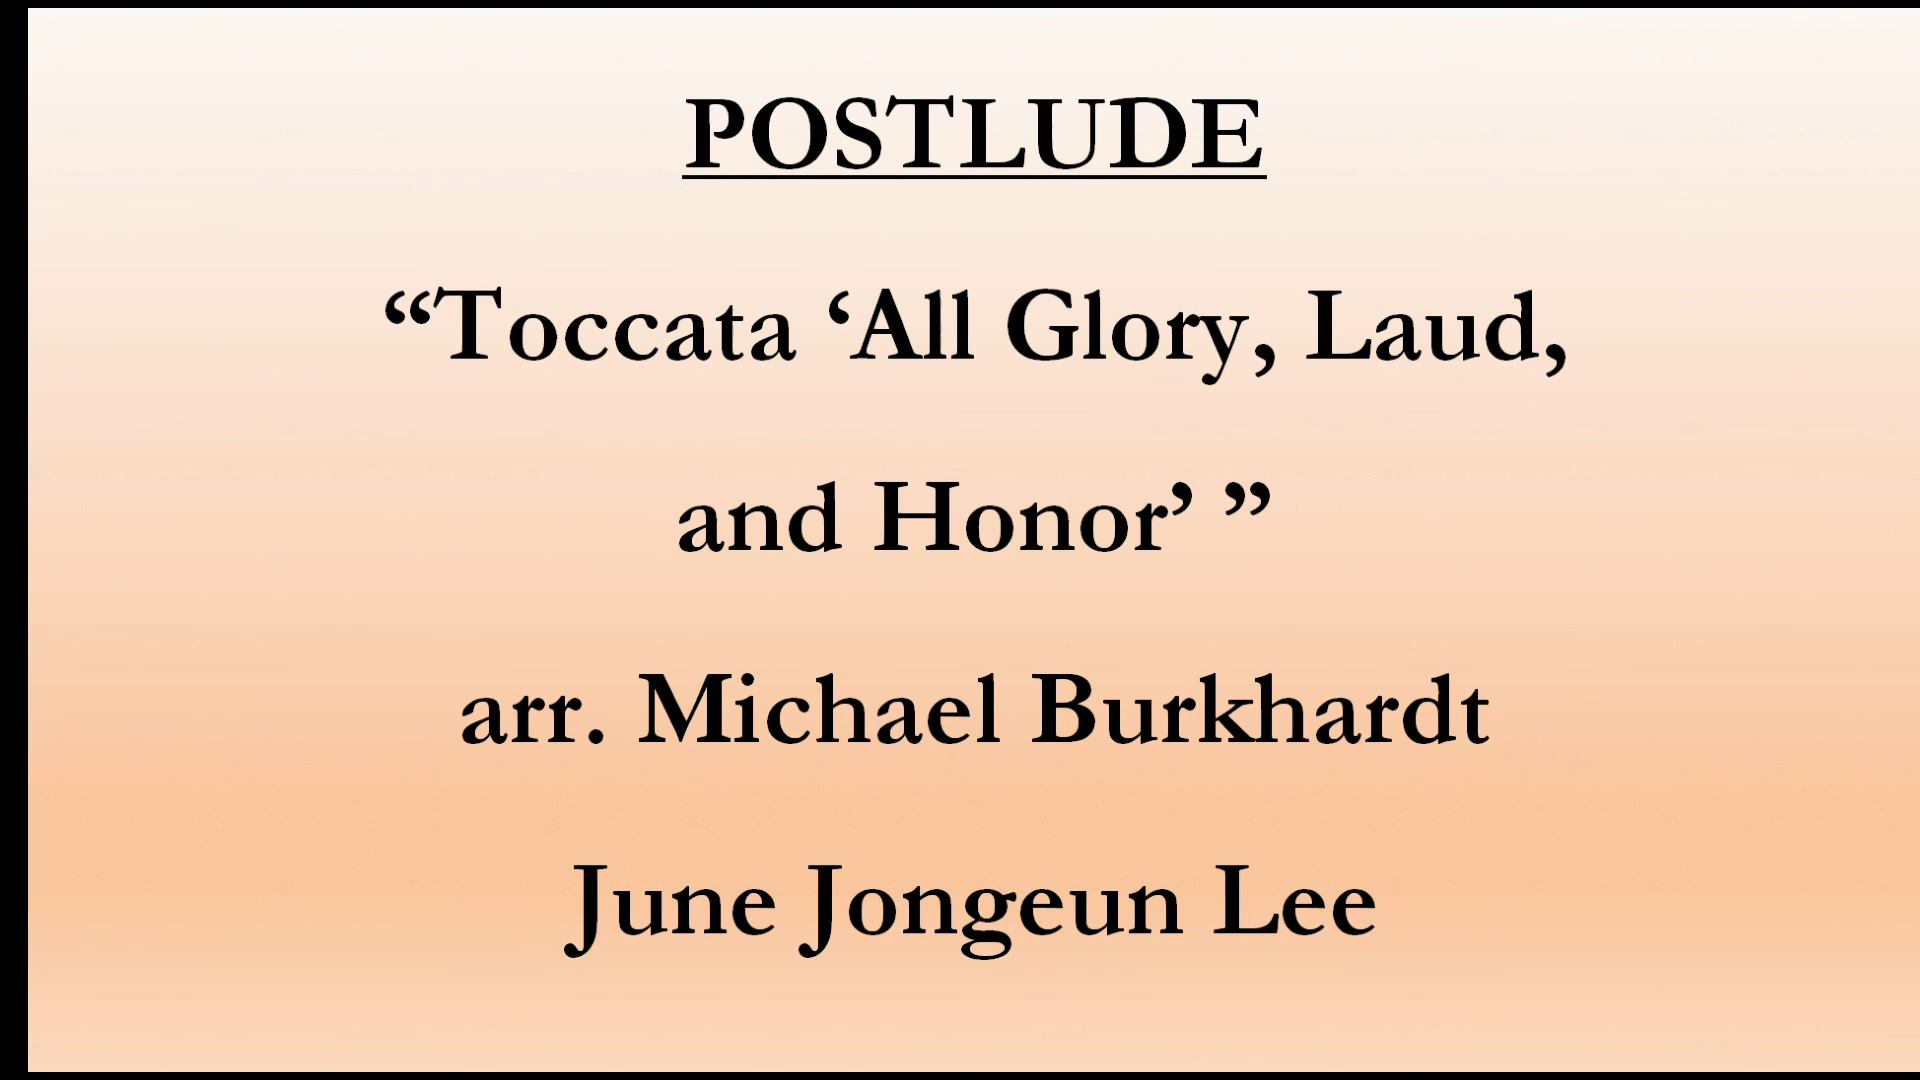 POSTLUDE
“Toccata ‘All Glory, Laud,
and Honor’ ”
arr. Michael Burkhardt
June Jongeun Lee